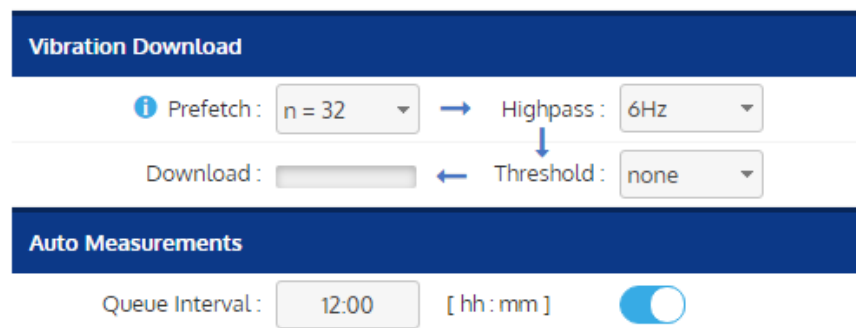 Vibration Download
i Prefetch : n = 32 → Highpass : 6Hz
↓
Download : ← Threshold : none
Auto Measurements
Queue Interval : 12:00 [ hh : mm ]